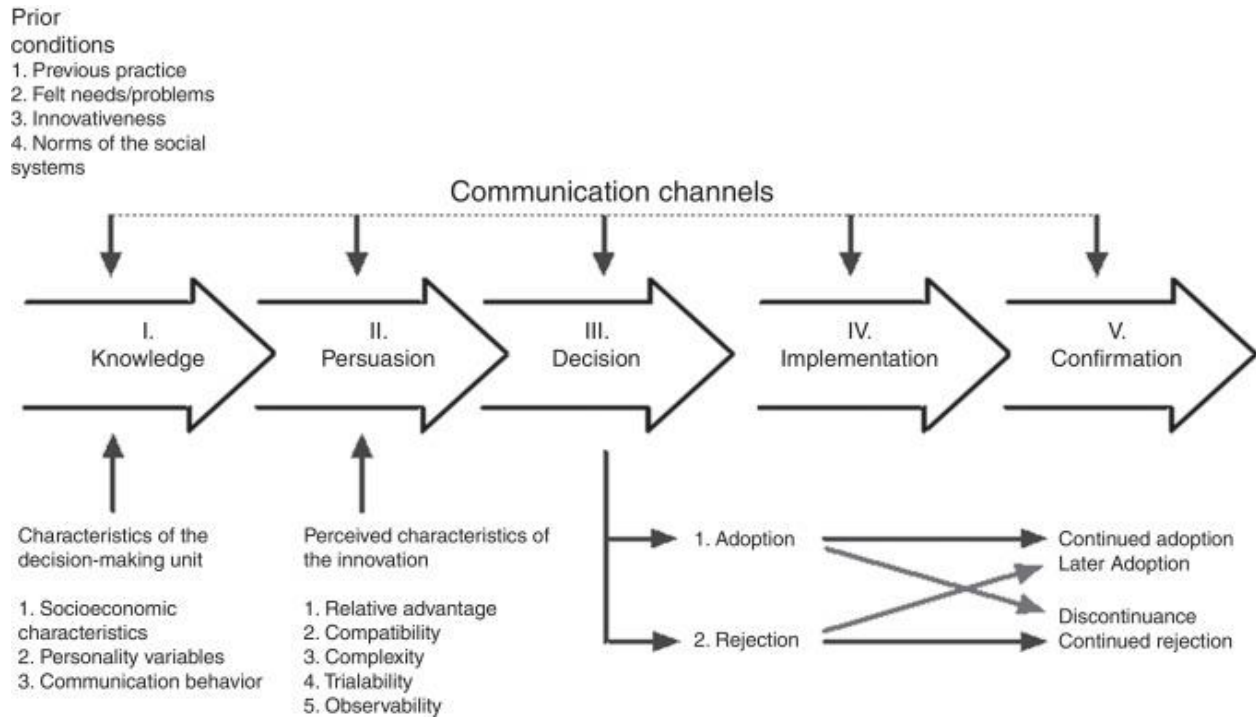 Prior
conditions
1. Previous practice
2. Felt needs/problems
3. Innovativeness
4. Norms of the social
systems
Communication channels
I.
Knowledge
II.
Persuasion
III.
Decision
IV.
Implementation
V.
Confirmation
Characteristics of the
decision-making unit
1. Socioeconomic
characteristics
2. Personality variables
3. Communication behavior
Perceived characteristics of
the innovation
1. Relative advantage
2. Compatibility
3. Complexity
4. Trialability
5. Observability
1. Adoption
2. Rejection
Continued adoption
Later Adoption
Discontinuance
Continued rejection